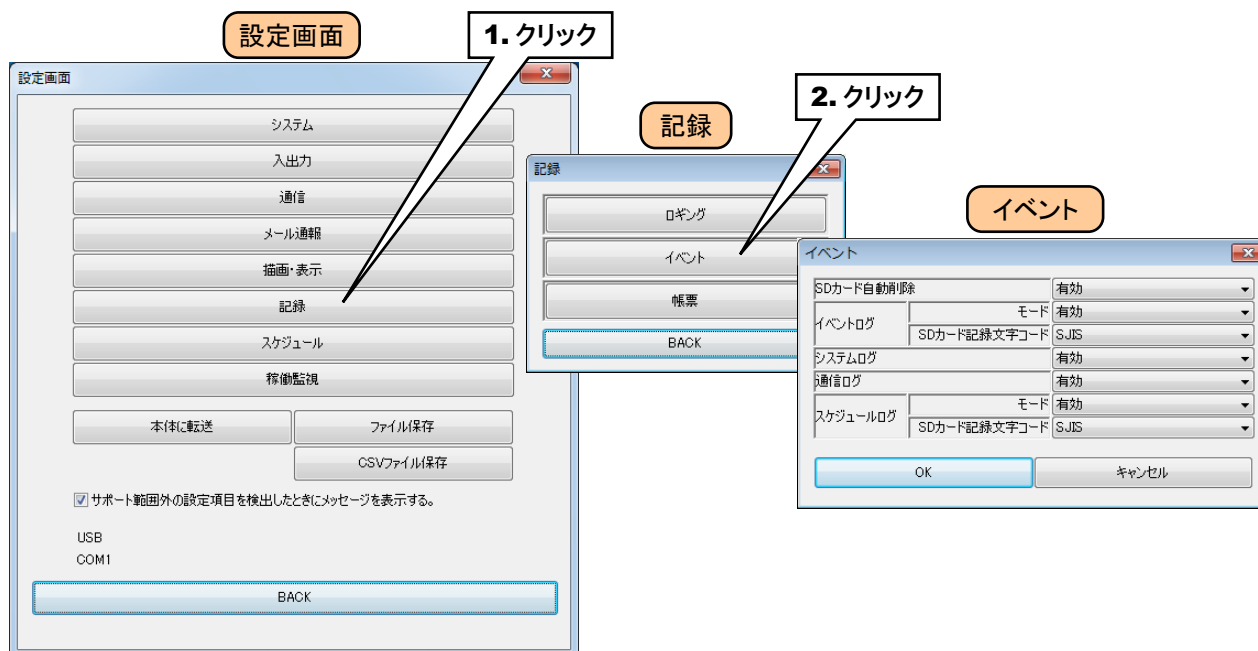 設定画面
1. クリック
設定画面
システム
入出力
通信
メール通報
描画・表示
記録
スケジュール
稼働監視
本体に転送 ファイル保存
CSVファイル保存
サポート範囲外の設定項目を検出したときにメッセージを表示する。
USB
COM1
BACK
2. クリック
記録
記録
ロギング
イベント
帳票
BACK
イベント
イベント
SDカード自動削除 有効
イベントログ モード 有効
SDカード記録文字コード SJIS
システムログ 有効
通信ログ 有効
スケジュールログ モード 有効
SDカード記録文字コード SJIS
OK キャンセル